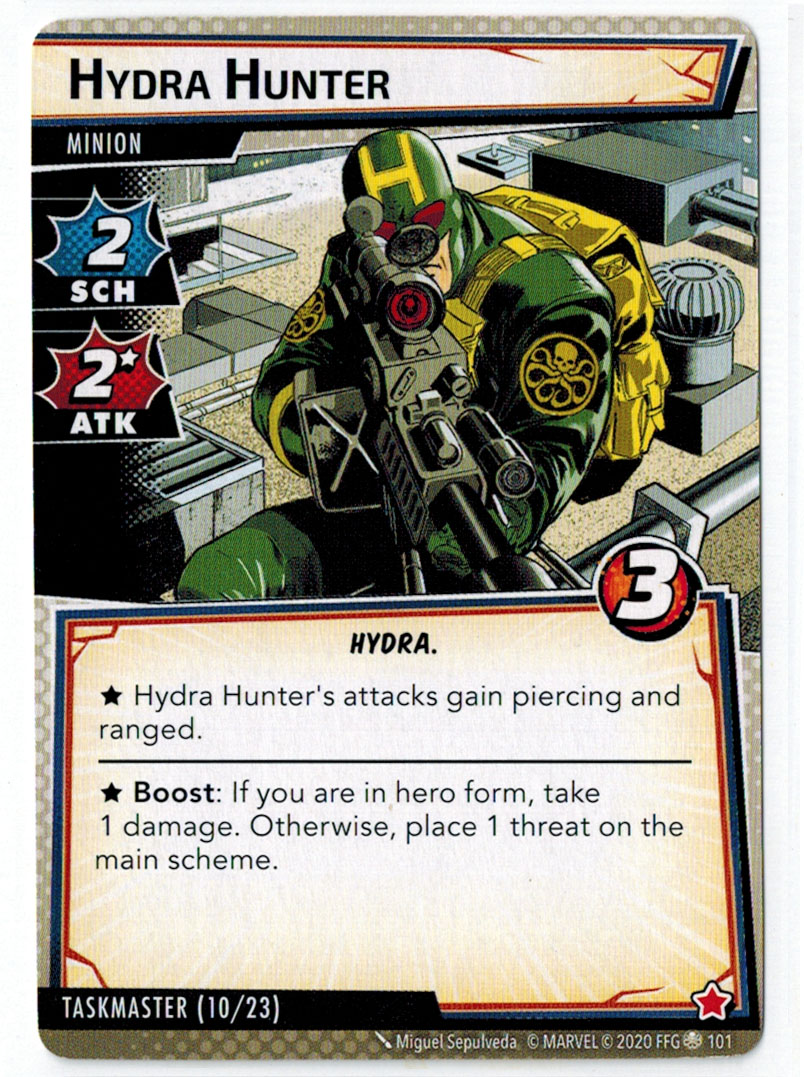 HYDRA HUNTER
MINION
2
SCH
2★
ATK
H
3
HYDRA.
★ Hydra Hunter's attacks gain piercing and
ranged.
★ Boost: If you are in hero form, take
1 damage. Otherwise, place 1 threat on the
main scheme.
TASKMASTER (10/23)
Miguel Sepulveda © MARVEL © 2020 FFG 101